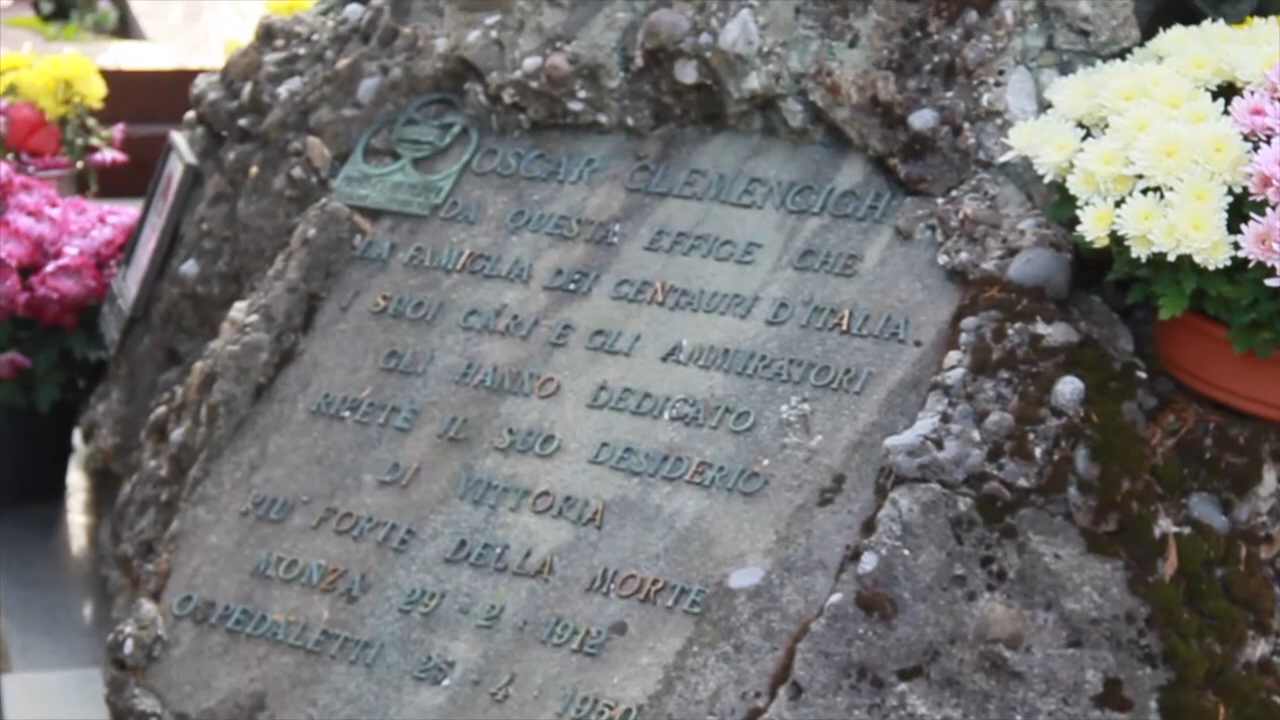 OSCAR CLEMENCIGH
DA QUESTA EFFIGE CHE
LA FAMIGLIA DEI CENTAURI D'ITALIA.
I SUOI CARI E GLI AMMIRATORI
GLI HANNO DEDICATO
RIPETE IL SUO DESIDERIO
DI VITTORIA
PIU' FORTE DELLA MORTE
MONZA 29 · 2 · 1912
OSPEDALETTI 25 · 4 · 1950